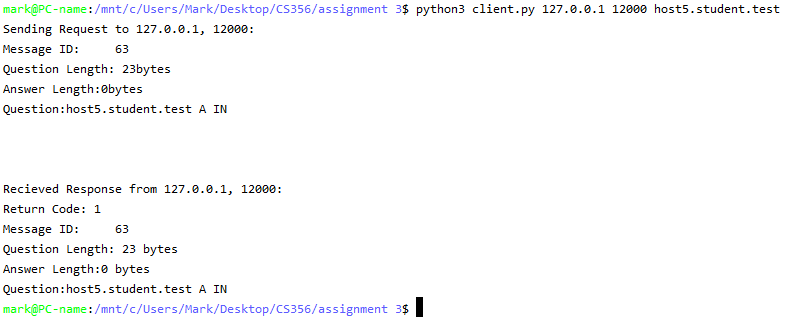 mark@PC-name:/mnt/c/Users/Mark/Desktop/CS356/assignment 3$ python3 client.py 127.0.0.1 12000 host5.student.test
Sending Request to 127.0.0.1, 12000:
Message ID:     63
Question Length: 23bytes
Answer Length:0bytes
Question:host5.student.test A IN
Recieved Response from 127.0.0.1, 12000:
Return Code: 1
Message ID:     63
Question Length: 23 bytes
Answer Length:0 bytes
Question:host5.student.test A IN
mark@PC-name:/mnt/c/Users/Mark/Desktop/CS356/assignment 3$